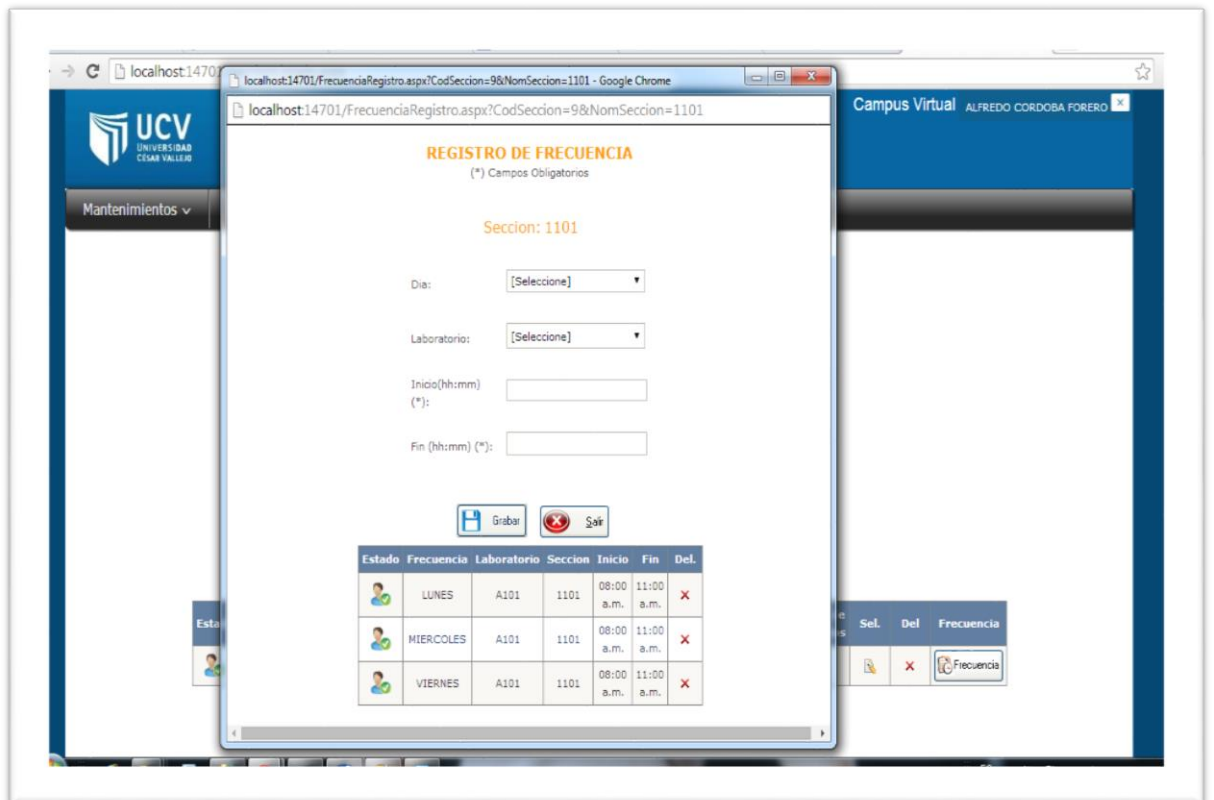 localhost:14701/FrecuenciaRegistro.aspx?CodSeccion=9&NomSeccion=1101 - Google Chrome
localhost:1470
localhost:14701/FrecuenciaRegistro.aspx?CodSeccion=9&NomSeccion=1101
UCV
UNIVERSIDAD
CÉSAR VALLEJO
Campus Virtual ALFREDO CORDOBA FORERO
Mantenimientos
REGISTRO DE FRECUENCIA
(*) Campos Obligatorios
Seccion: 1101
Dia: [Seleccione]
Laboratorio: [Seleccione]
Inicio(hh:mm)
(*):
Fin (hh:mm) (*):
Grabar Salir
Estado Frecuencia Laboratorio Seccion Inicio Fin Del.
LUNES A101 1101 08:00 a.m. 11:00 a.m.
MIERCOLES A101 1101 08:00 a.m. 11:00 a.m.
VIERNES A101 1101 08:00 a.m. 11:00 a.m.
Esta Sel. Del Frecuencia
Frecuencia